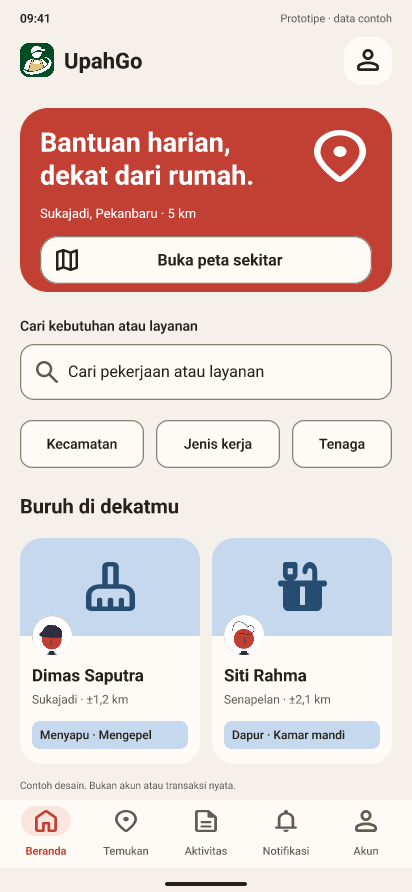 09:41
Prototipe · data contoh
UpahGo
Bantuan harian,
dekat dari rumah.
Sukajadi, Pekanbaru · 5 km
Buka peta sekitar
Cari kebutuhan atau layanan
Cari pekerjaan atau layanan
Kecamatan
Jenis kerja
Tenaga
Buruh di dekatmu
Dimas Saputra
Sukajadi · ±1,2 km
Menyapu · Mengepel
Siti Rahma
Senapelan · ±2,1 km
Dapur · Kamar mandi
Contoh desain. Bukan akun atau transaksi nyata.
Beranda
Temukan
Aktivitas
Notifikasi
Akun